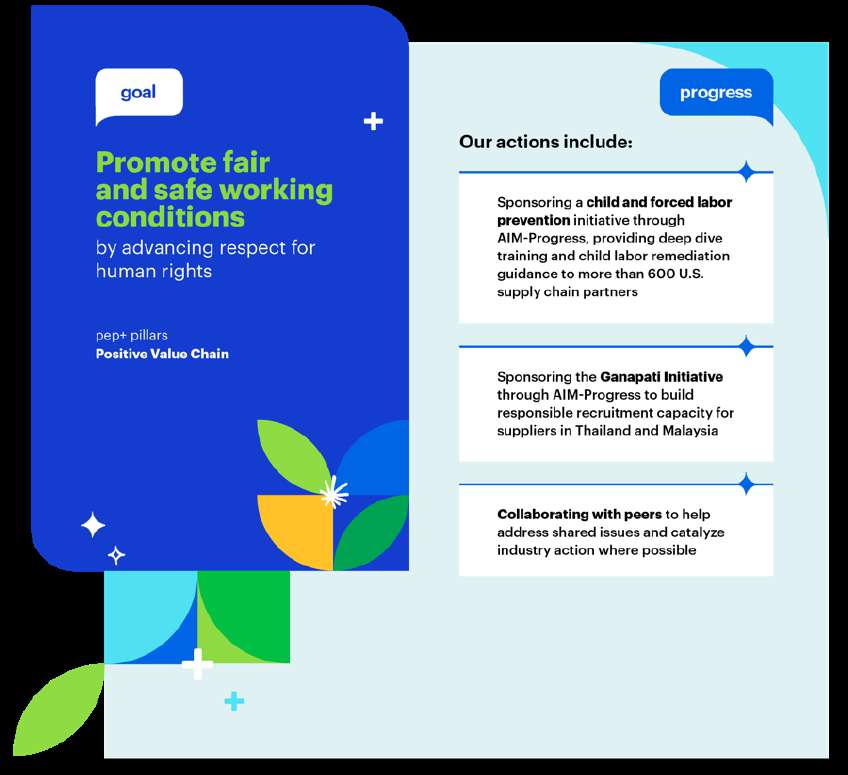 goal
Promote fair
and safe working
conditions
by advancing respect for
human rights
pep+ pillars
Positive Value Chain
progress
Our actions include:
Sponsoring a child and forced labor
prevention initiative through
AIM-Progress, providing deep dive
training and child labor remediation
guidance to more than 600 U.S.
supply chain partners
Sponsoring the Ganapati Initiative
through AIM-Progress to build
responsible recruitment capacity for
suppliers in Thailand and Malaysia
Collaborating with peers to help
address shared issues and catalyze
industry action where possible